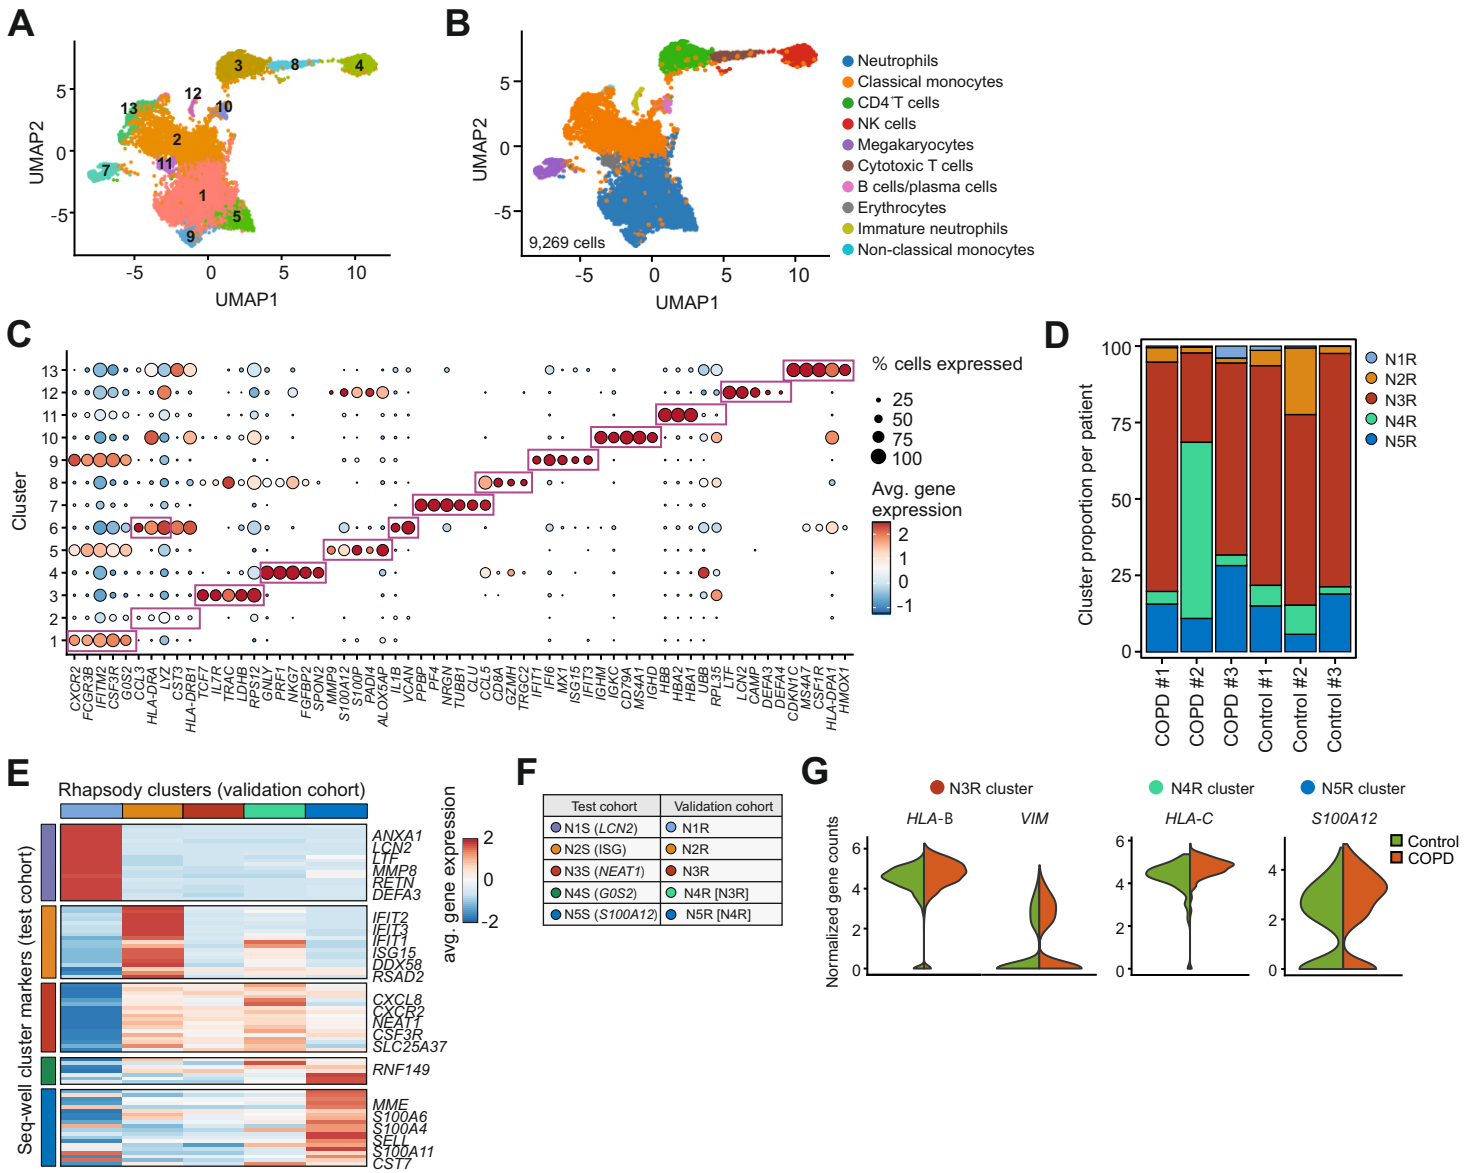 A
5
0
-5
UMAP2
-5
0
5
10
UMAP1
3
8
4
12
10
13
2
11
7
1
5
9
B
5
0
-5
UMAP2
-5
0
5
10
UMAP1
9,269 cells
Neutrophils
Classical monocytes
CD4+T cells
NK cells
Megakaryocytes
Cytotoxic T cells
B cells/plasma cells
Erythrocytes
Immature neutrophils
Non-classical monocytes
C
Cluster
13
12
11
10
9
8
7
6
5
4
3
2
1
CXCR2
FCGR3B
IFITM2
CSF3R
G0S2
CCL3
HLA-DRA
LYZ
CST3
HLA-DRB1
TCF7
IL7R
TRAC
LDHB
RPS12
GNLY
PRF1
NKG7
FGFBP2
SPON2
MMP9
S100A12
S100P
PADI4
ALOX5AP
IL1B
VCAN
PPBP
PF4
NRGN
TUBB1
CLU
CCL5
CD8A
GZMH
TRGC2
IFIT1
IFI6
MX1
ISG15
IFIT3
IGHM
IGKC
CD79A
MS4A1
IGHD
HBB
HBA2
HBA1
UBB
RPL35
LTF
LCN2
CAMP
DEFA3
DEFA4
CDKN1C
MS4A7
CSF1R
HLA-DPA1
HMOX1
% cells expressed
25
50
75
100
Avg. gene
expression
2
1
0
-1
D
Cluster proportion per patient
100
75
50
25
0
COPD #1
COPD #2
COPD #3
Control #1
Control #2
Control #3
N1R
N2R
N3R
N4R
N5R
E
Rhapsody clusters (validation cohort)
Seq-well cluster markers (test cohort)
ANXA1
LCN2
LTF
MMP8
RETN
DEFA3
IFIT2
IFIT3
IFIT1
ISG15
DDX58
RSAD2
CXCL8
CXCR2
NEAT1
CSF3R
SLC25A37
RNF149
MME
S100A6
S100A4
SELL
S100A11
CST7
avg. gene expression
2
0
-2
F
Test cohort Validation cohort
N1S (LCN2) N1R
N2S (ISG) N2R
N3S (NEAT1) N3R
N4S (G0S2) N4R [N3R]
N5S (S100A12) N5R [N4R]
G
N3R cluster
N4R cluster
N5R cluster
HLA-B
VIM
HLA-C
S100A12
Normalized gene counts
6
4
2
0
6
4
2
0
4
2
0
Control
COPD